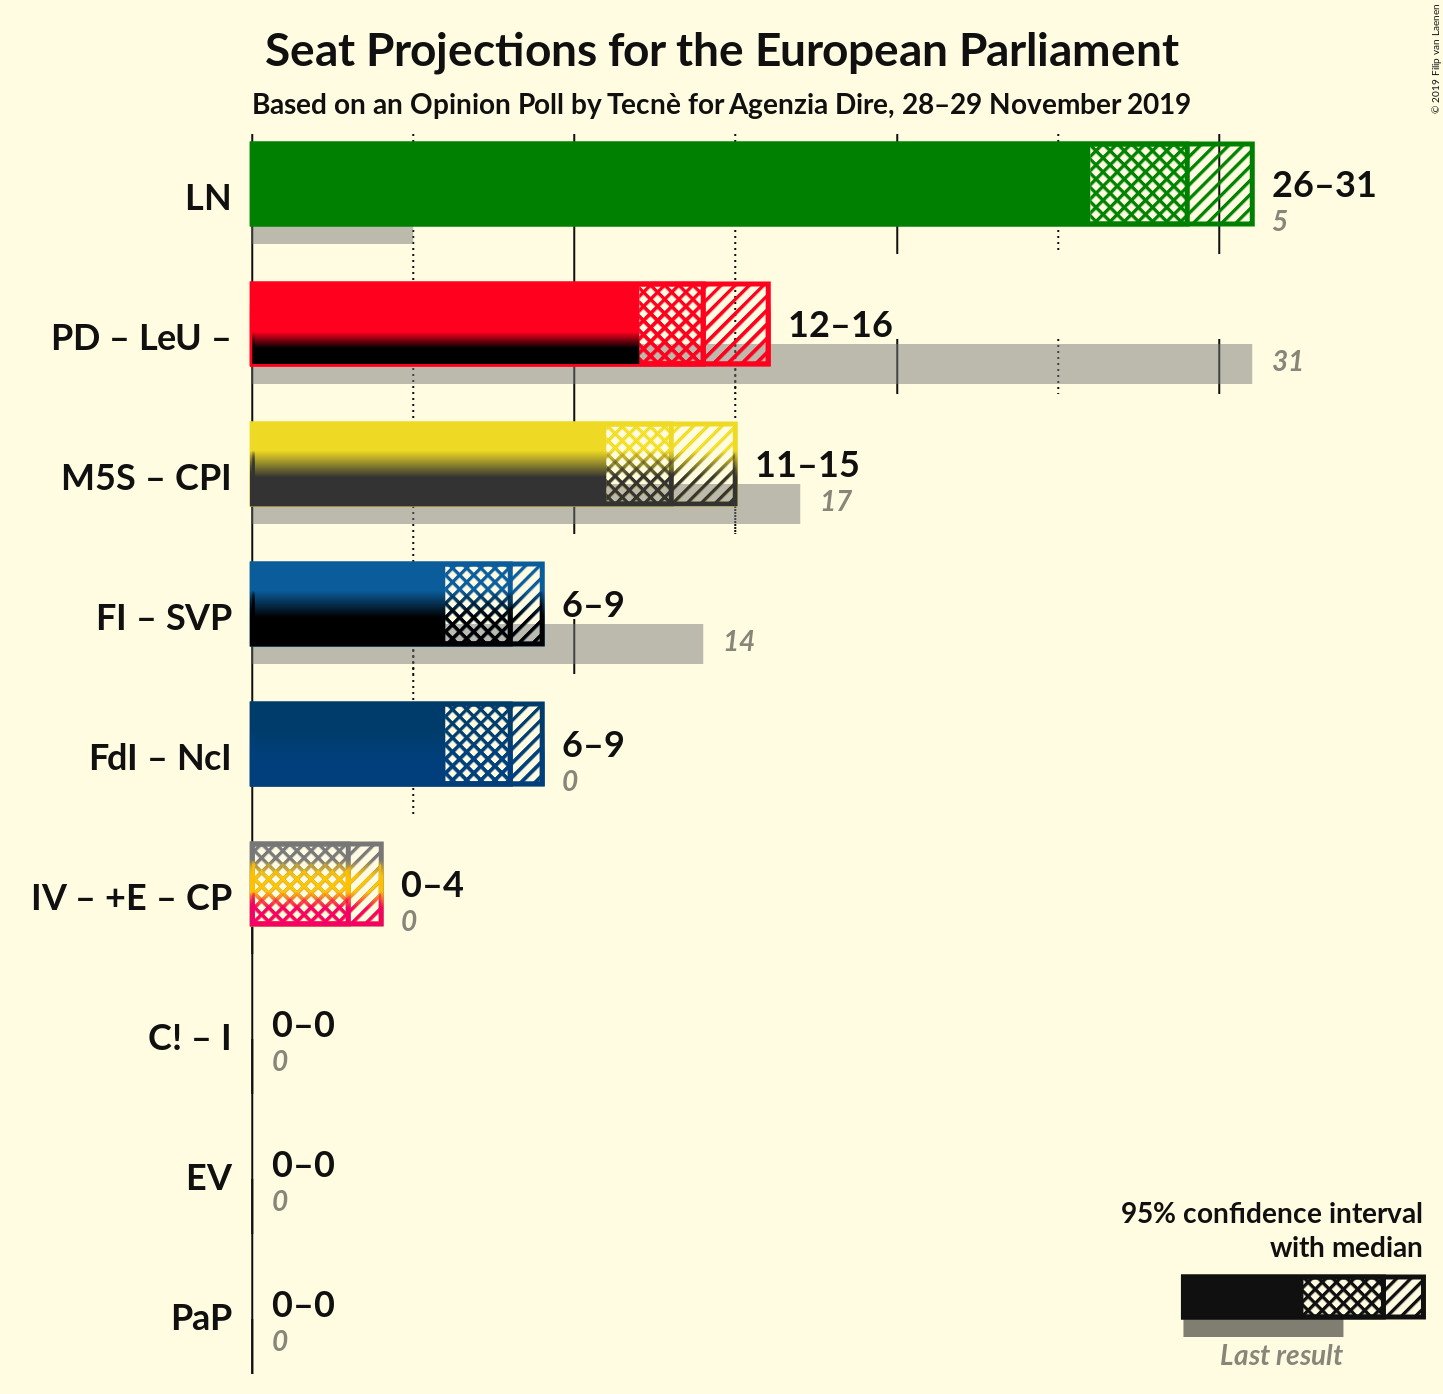 Seat Projections for the European Parliament
Based on an Opinion Poll by Tecnè for Agenzia Dire, 28–29 November 2019
© 2019 Filip van Laenen
LN
26–31
5
PD – LeU –
12–16
31
M5S – CPI
11–15
17
FI – SVP
6–9
14
FdI – NcI
6–9
0
IV – +E – CP
0–4
0
C! – I
0–0
0
EV
0–0
0
PaP
0–0
0
95% confidence interval
with median
Last result